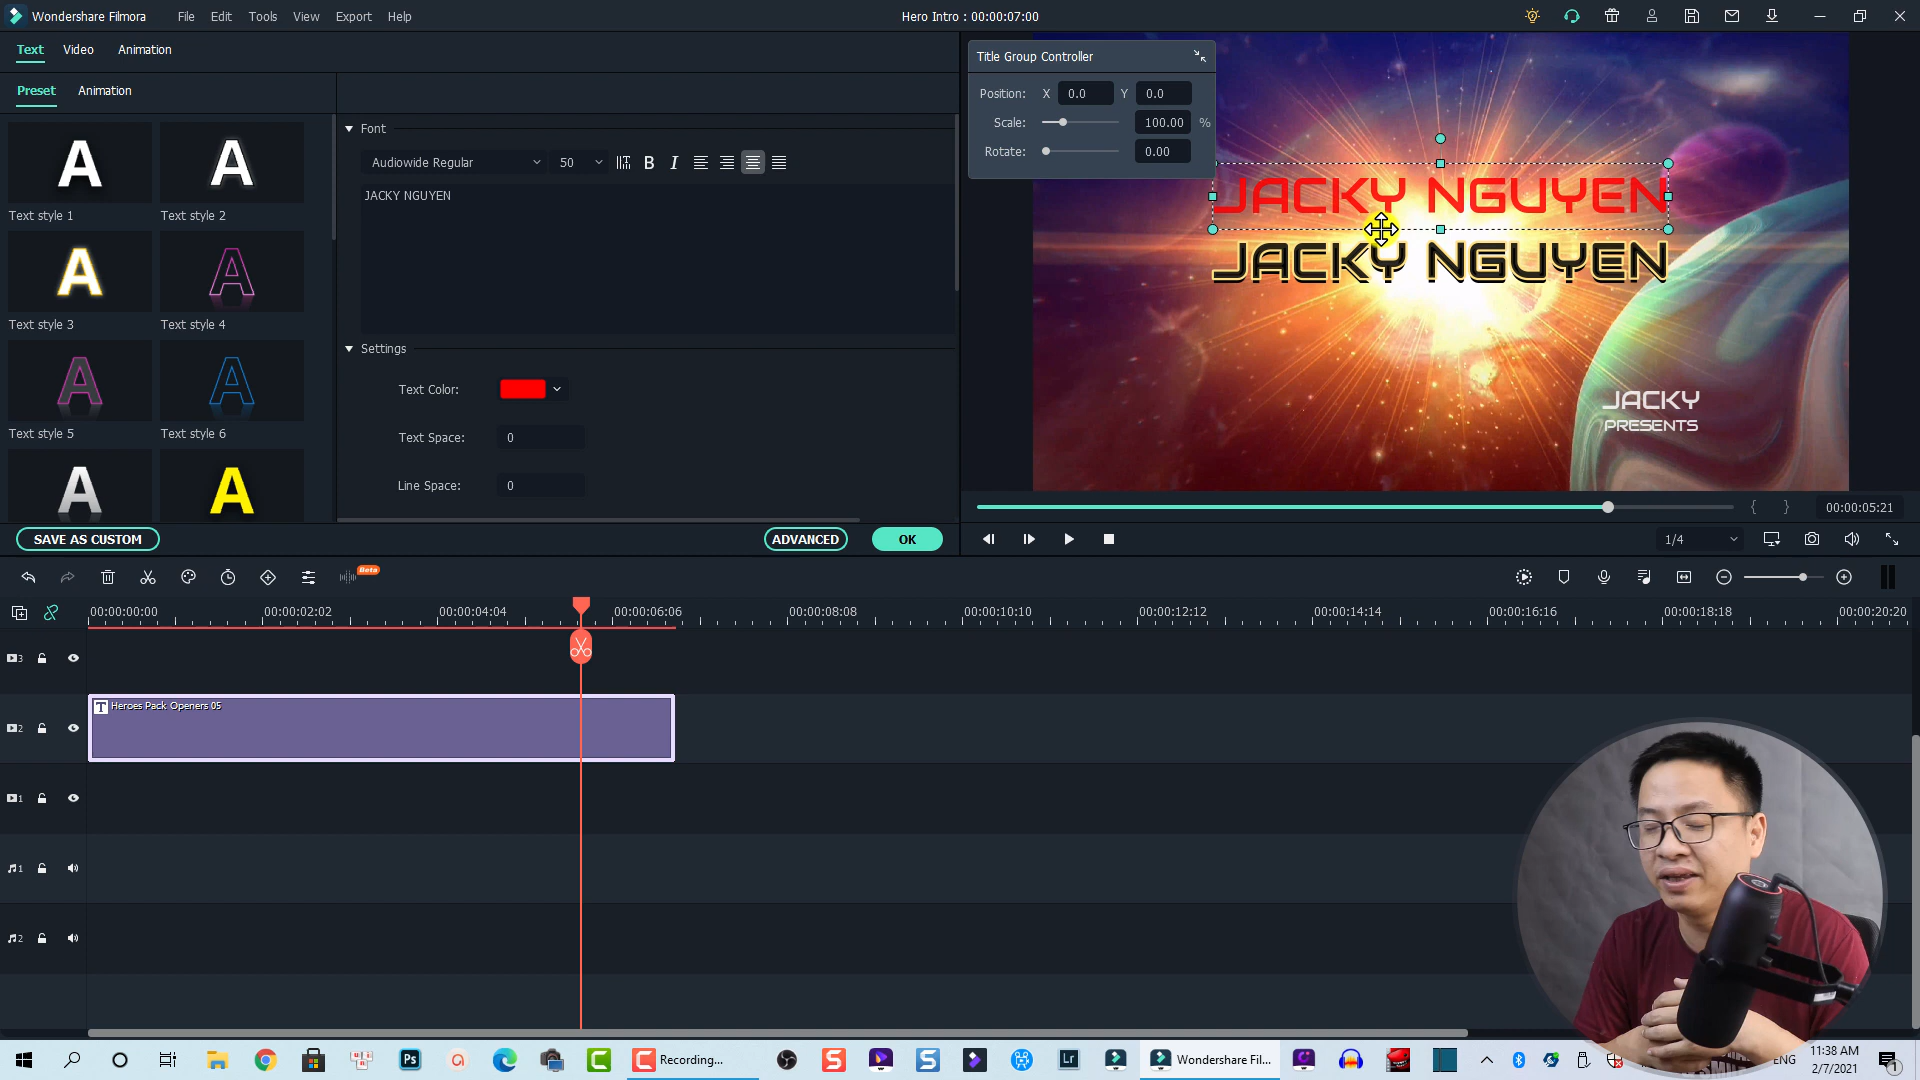 Wondershare Filmora
File Edit Tools View Export Help
Hero Intro : 00:00:07:00
Text Video Animation
Preset Animation
Text style 1
Text style 2
Text style 3
Text style 4
Text style 5
Text style 6
Font
Audiowide Regular
50
B I
JACKY NGUYEN
Settings
Text Color:
Text Space: 0
Line Space: 0
SAVE AS CUSTOM
ADVANCED
OK
Title Group Controller
Position: X 0.0 Y 0.0
Scale: 100.00 %
Rotate: 0.00
JACKY NGUYEN
JACKY NGUYEN
JACKY
PRESENTS
{ } 00:00:05:21
1/4
Beta
00:00:00:00 00:00:02:02 00:00:04:04 00:00:06:06 00:00:08:08 00:00:10:10 00:00:12:12 00:00:14:14 00:00:16:16 00:00:18:18 00:00:20:20
3
2
T Heroes Pack Openers 05
1
1
2
Ps
Recording...
Lr
Wondershare Fil...
ENG
11:38 AM
2/7/2021
1